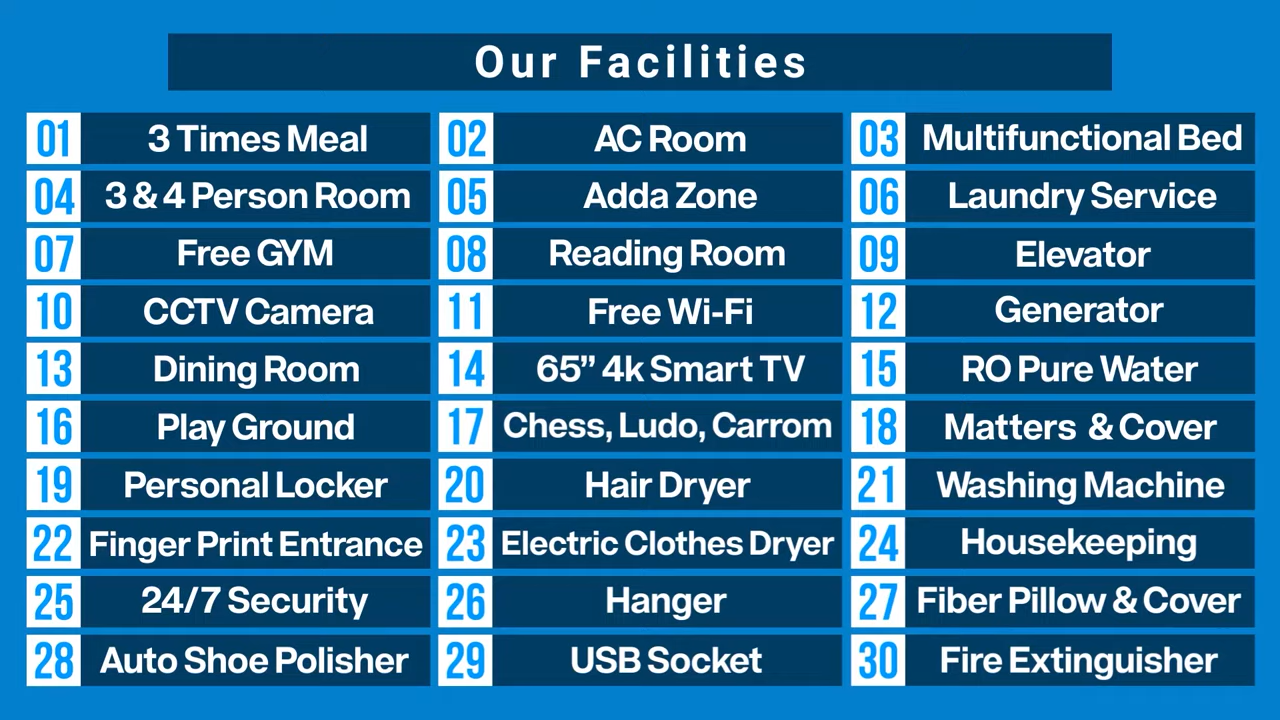 Our Facilities
01 3 Times Meal
02 AC Room
03 Multifunctional Bed
04 3 & 4 Person Room
05 Adda Zone
06 Laundry Service
07 Free GYM
08 Reading Room
09 Elevator
10 CCTV Camera
11 Free Wi-Fi
12 Generator
13 Dining Room
14 65” 4k Smart TV
15 RO Pure Water
16 Play Ground
17 Chess, Ludo, Carrom
18 Matters & Cover
19 Personal Locker
20 Hair Dryer
21 Washing Machine
22 Finger Print Entrance
23 Electric Clothes Dryer
24 Housekeeping
25 24/7 Security
26 Hanger
27 Fiber Pillow & Cover
28 Auto Shoe Polisher
29 USB Socket
30 Fire Extinguisher